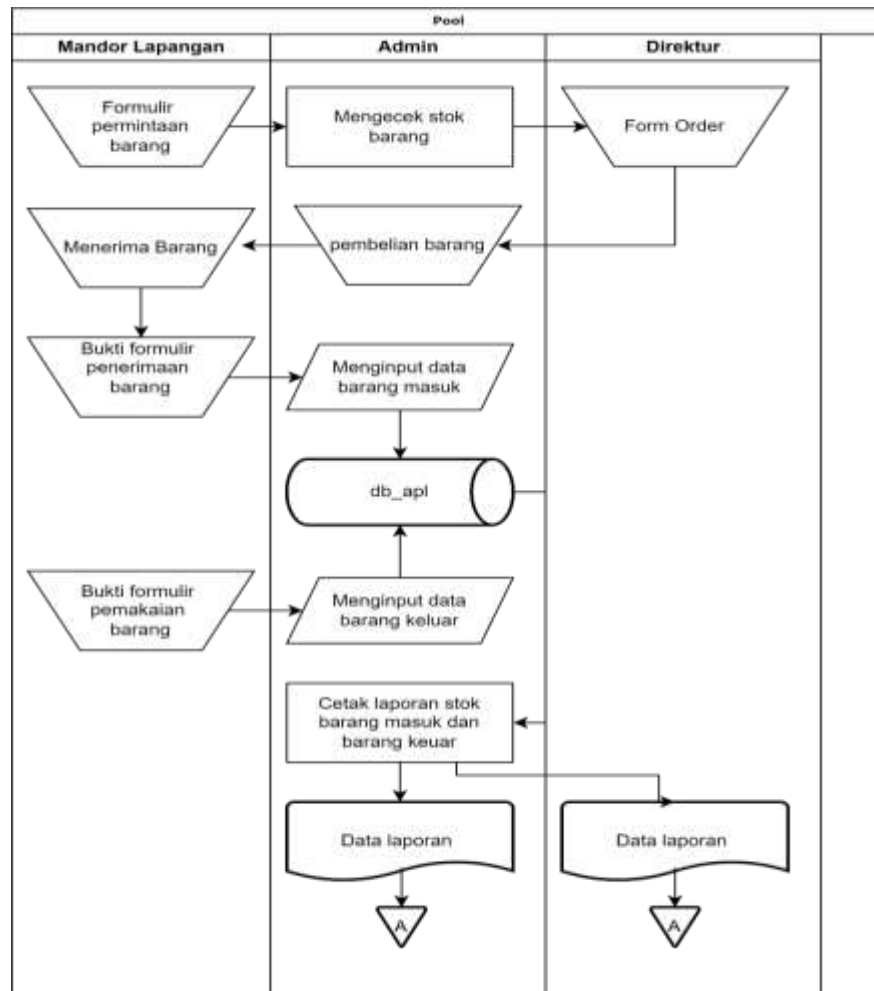 Pool
Mandor Lapangan
Admin
Direktur
Formulir
permintaan
barang
Mengecek stok
barang
Form Order
Menerima Barang
pembelian barang
Bukti formulir
penerimaan
barang
Menginput data
barang masuk
db_apl
Bukti formulir
pemakaian
barang
Menginput data
barang keluar
Cetak laporan stok
barang masuk dan
barang keuar
Data laporan
Data laporan
A
A